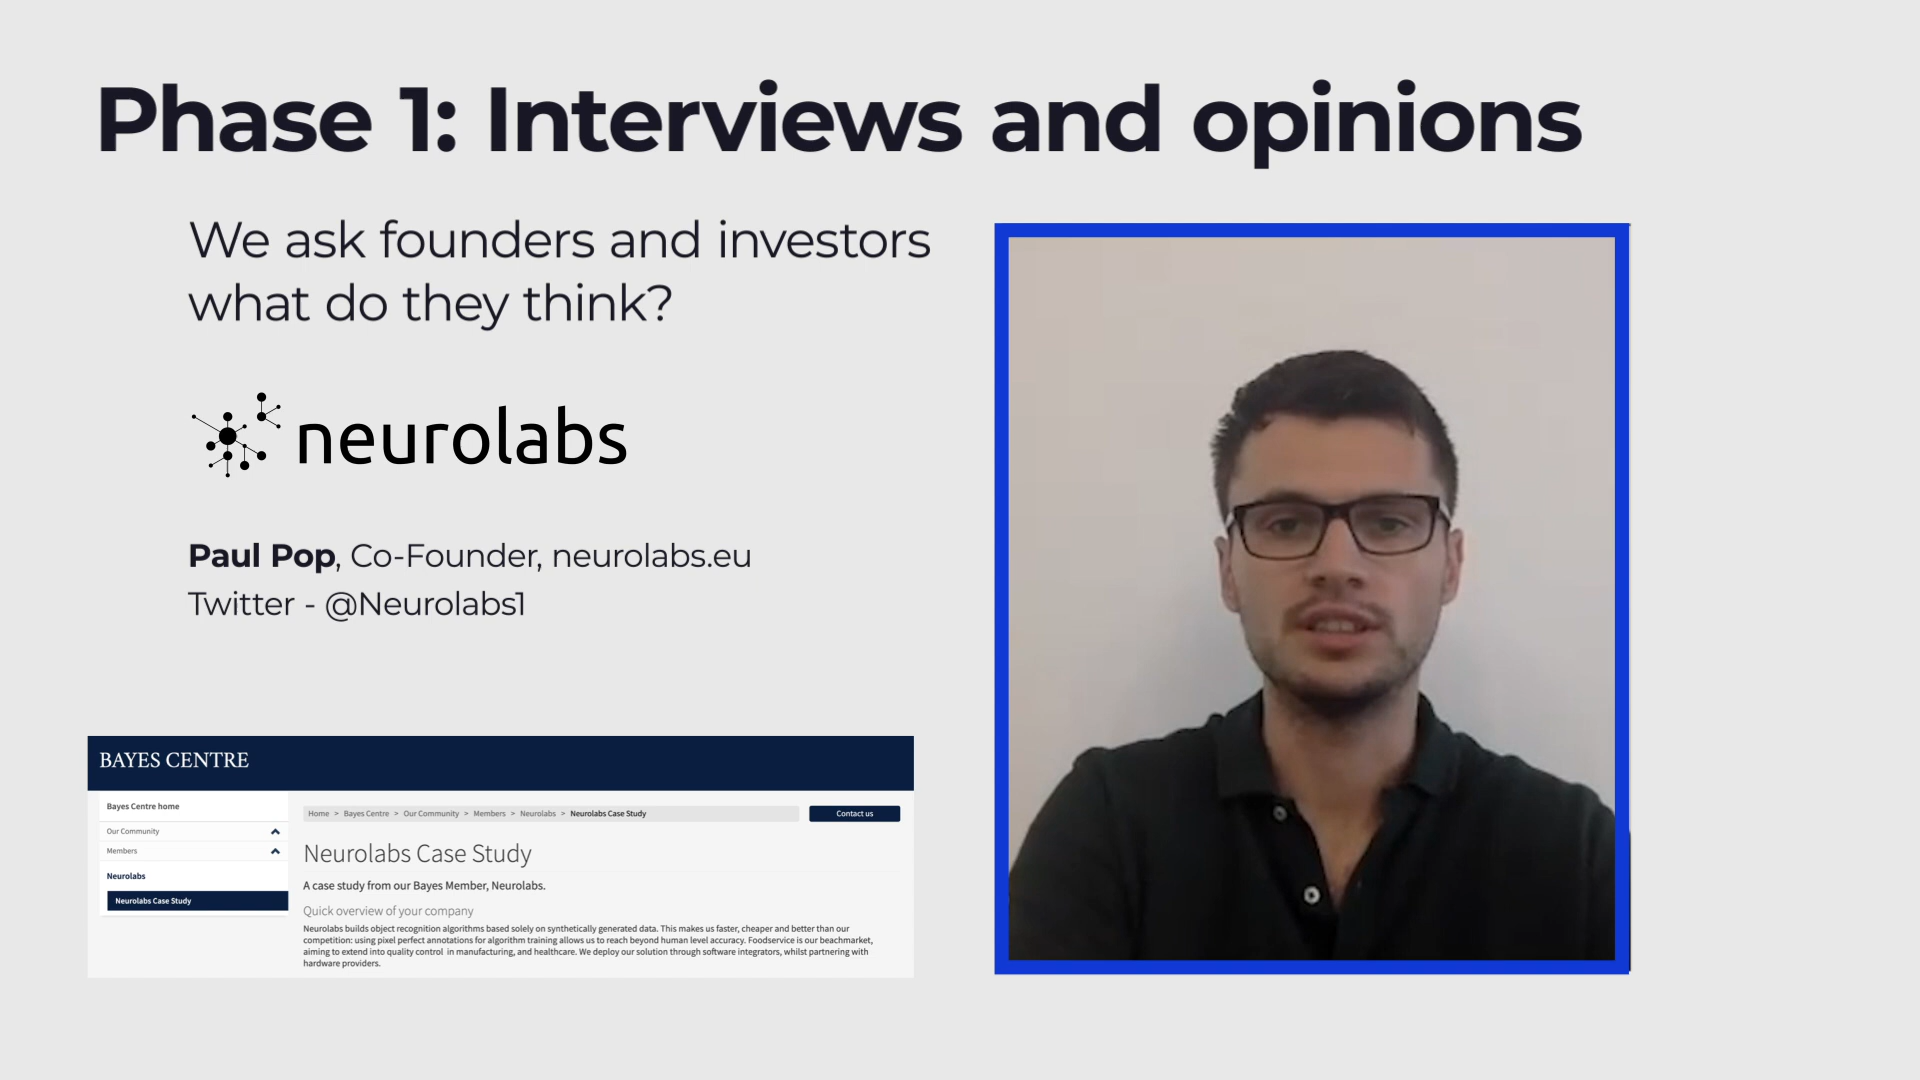 Phase 1: Interviews and opinions
We ask founders and investors
what do they think?
neurolabs
Paul Pop, Co-Founder, neurolabs.eu
Twitter - @Neurolabs1
BAYES CENTRE
Bayes Centre home
Our Community
Members
Neurolabs
Neurolabs Case Study
Home > Bayes Centre > Our Community > Members > Neurolabs > Neurolabs Case Study
Contact us
Neurolabs Case Study
A case study from our Bayes Member, Neurolabs.
Quick overview of your company
Neurolabs builds object recognition algorithms based solely on synthetically generated data. This makes us faster, cheaper and better than our
competition: using pixel perfect annotations for algorithm training allows us to reach beyond human level accuracy. Foodservice is our beachmarket,
aiming to extend into quality control in manufacturing, and healthcare. We deploy our solution through software integrators, whilst partnering with
hardware providers.